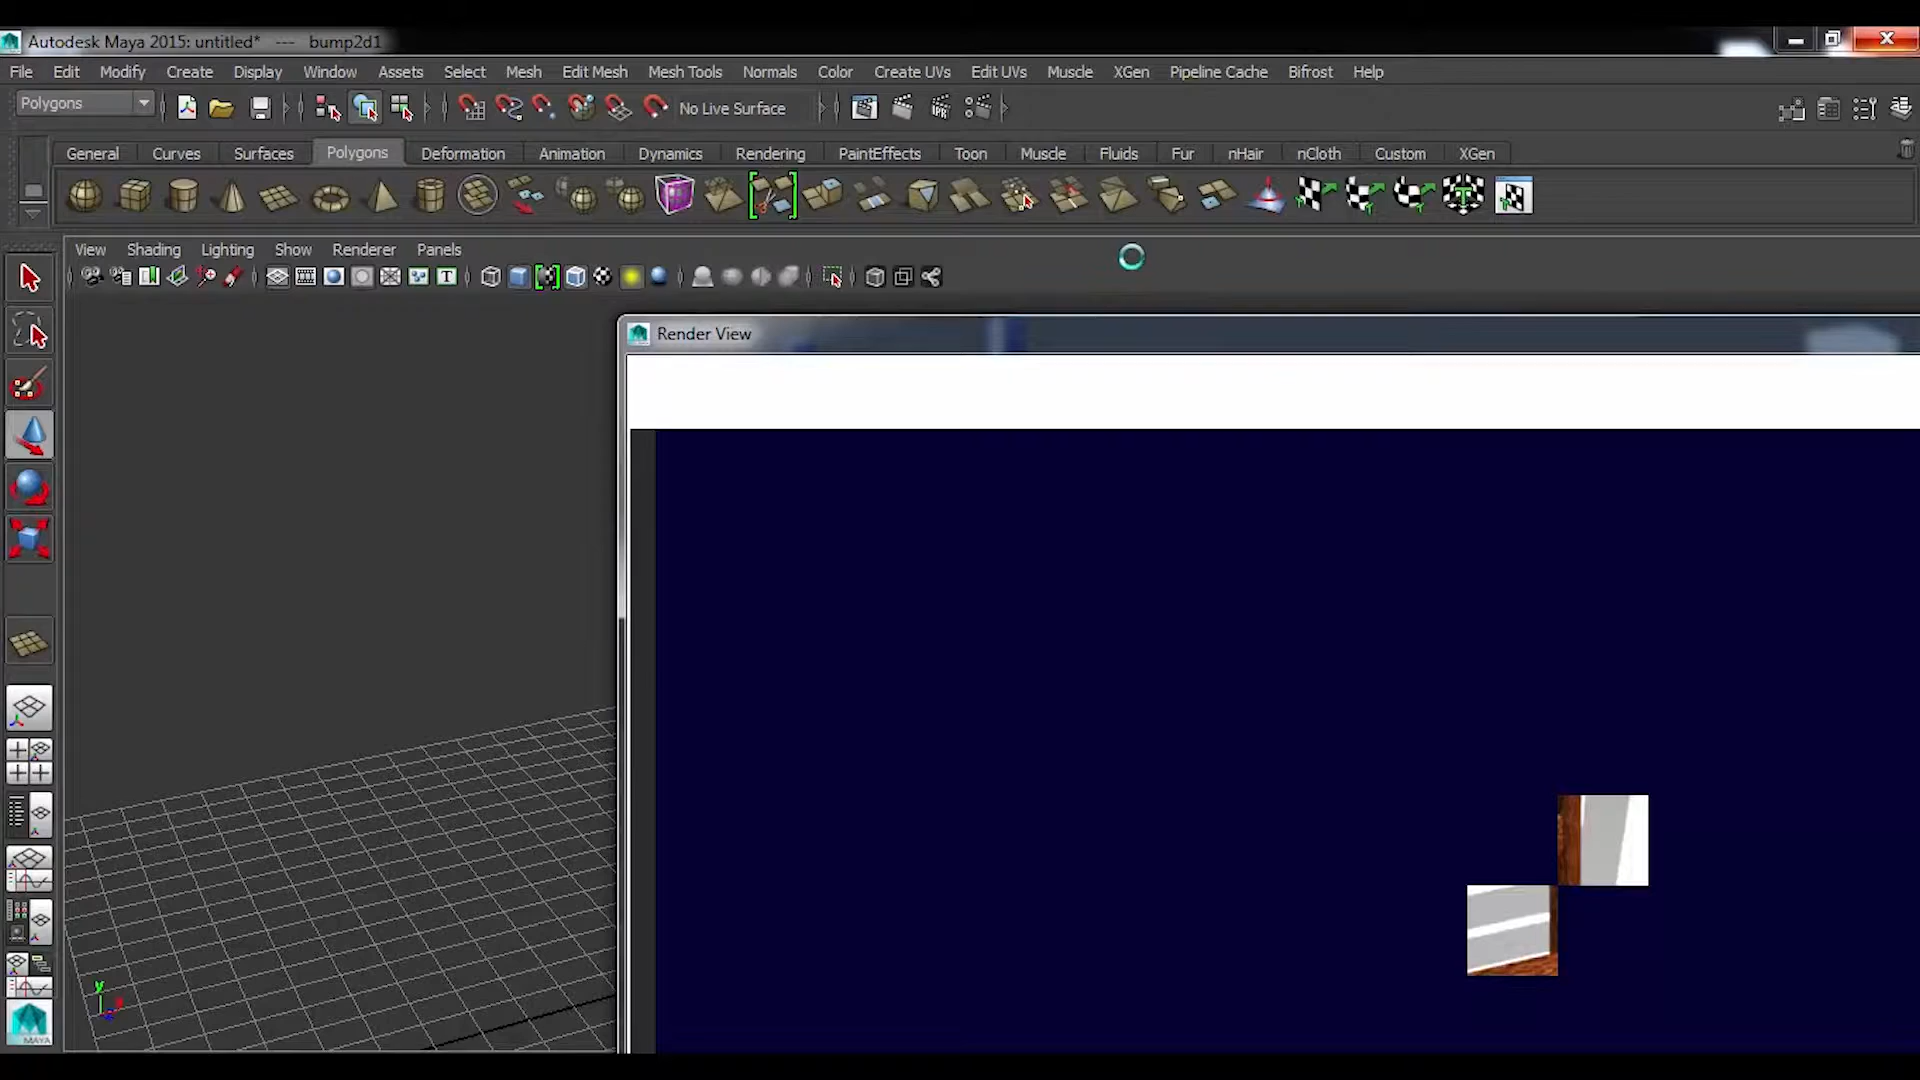 Autodesk Maya 2015: untitled* --- bump2d1
File Edit Modify Create Display Window Assets Select Mesh Edit Mesh Mesh Tools Normals Color Create UVs Edit UVs Muscle XGen Pipeline Cache Bifrost Help
Polygons No Live Surface IPR
General Curves Surfaces Polygons Deformation Animation Dynamics Rendering PaintEffects Toon Muscle Fluids Fur nHair nCloth Custom XGen
View Shading Lighting Show Renderer Panels
Render View
y
MAYA